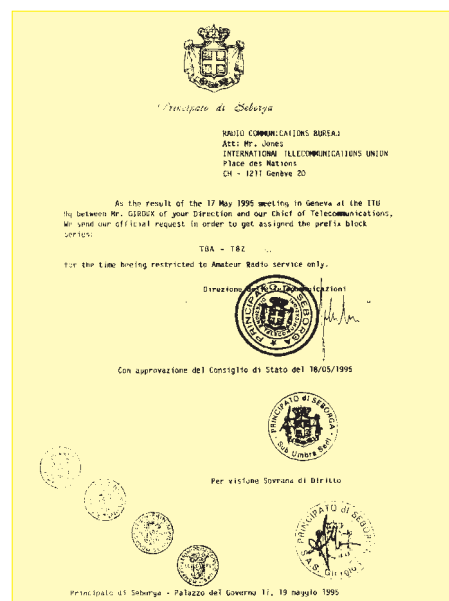 Principato di Seborga
RADIO COMMUNICATIONS BUREAU
Att: Mr. Jones
INTERNATIONAL TELECOMMUNICATIONS UNION
Place des Nations
CH - 1211 Genève 20
As the result of the 17 May 1995 meeting in Geneva at the ITU
Hq between Mr. GIROUX of your Direction and our Chief of Telecommunications,
We send our official request in order to get assigned the prefix block
series:
T8A - T8Z
for the time beeing restricted to Amateur Radio service only.
Direzione delle Telecomunicazioni
PRINCIPATO di SEBORGA
Con approvazione del Consiglio di Stato del 18/05/1995
PRINCIPATO di SEBORGA
Sub Umbra Sedi
Per visione Sovrana di Diritto
PRINCIPATO di SEBORGA
S.A.S. Giorgio I
Principato di Seborga - Palazzo del Governo lì, 19 maggio 1995